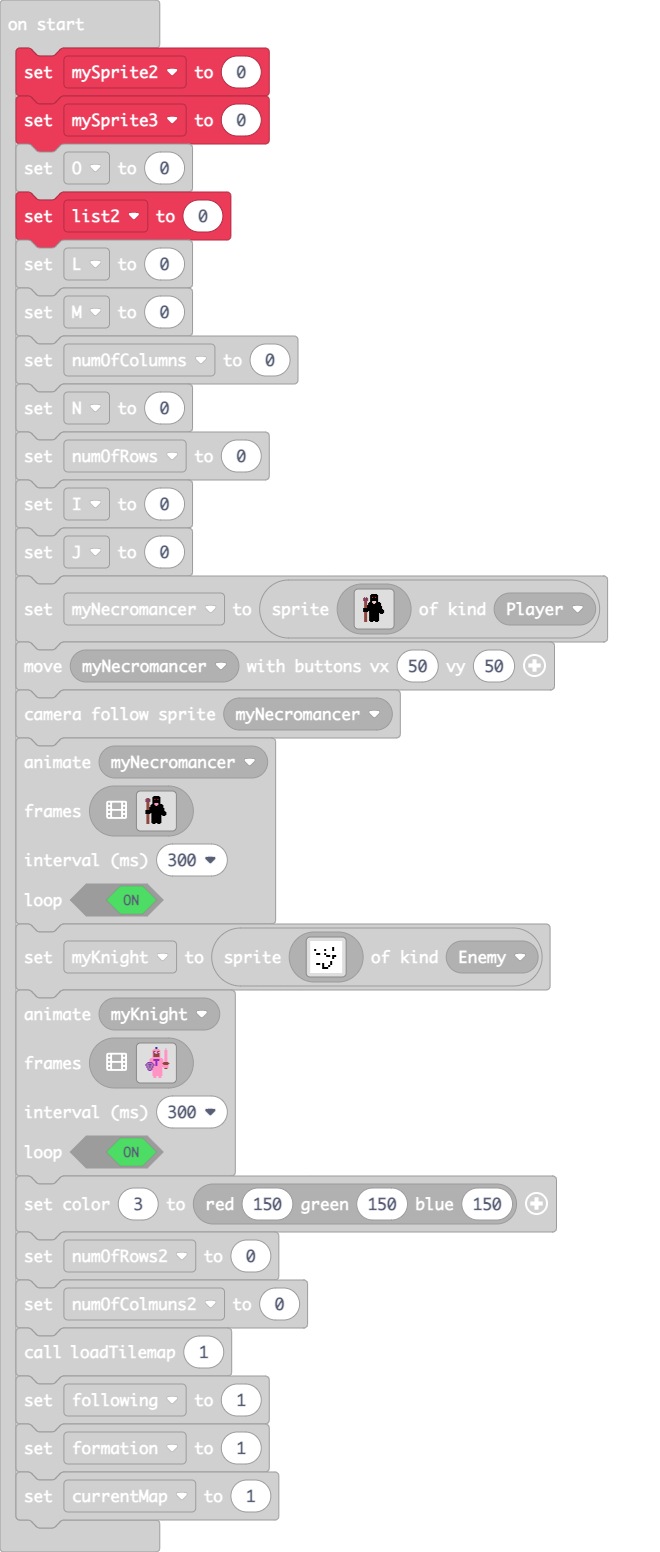 on start
set mySprite2 to 0
set mySprite3 to 0
set O to 0
set list2 to 0
set L to 0
set M to 0
set numOfColumns to 0
set N to 0
set numOfRows to 0
set I to 0
set J to 0
set myNecromancer to sprite of kind Player
move myNecromancer with buttons vx 50 vy 50
camera follow sprite myNecromancer
animate myNecromancer
frames
interval (ms) 300
loop ON
set myKnight to sprite of kind Enemy
animate myKnight
frames
interval (ms) 300
loop ON
set color 3 to red 150 green 150 blue 150
set numOfRows2 to 0
set numOfColmuns2 to 0
call loadTilemap 1
set following to 1
set formation to 1
set currentMap to 1